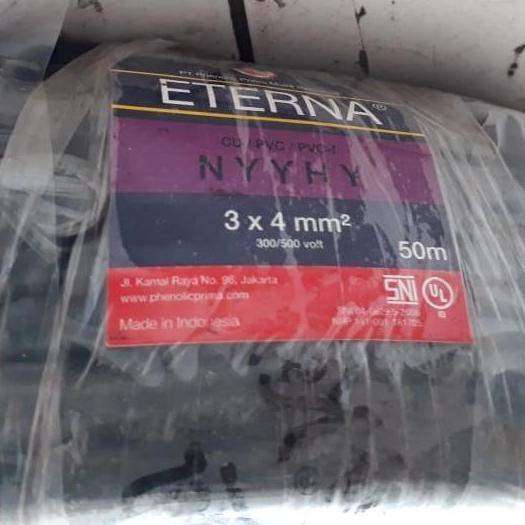 ETERNA®
CU / PVC / PVC-
NYYHY
3 x 4 mm²
300/500 volt
50m
Jl. Kamal Raya No. 96, Jakarta
www.phenolicprima.com
Made in Indonesia
SNI
UL